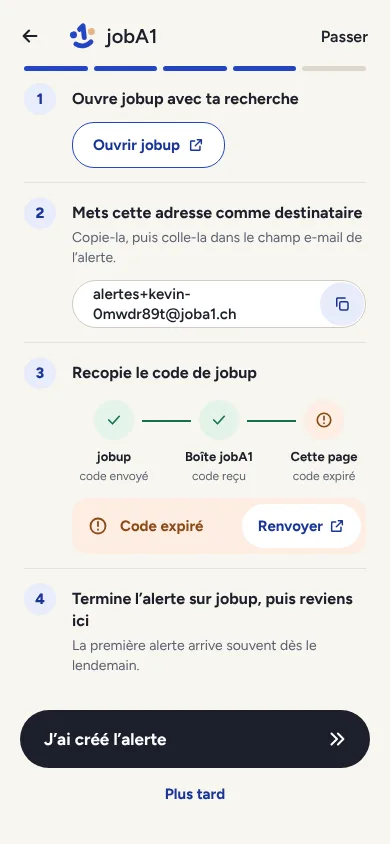 jobA1
Passer
1
Ouvre jobup avec ta recherche
Ouvrir jobup
2
Mets cette adresse comme destinataire
Copie-la, puis colle-la dans le champ e-mail de
l’alerte.
alertes+kevin-
0mwdr89t@joba1.ch
3
Recopie le code de jobup
jobup
code envoyé
Boîte jobA1
code reçu
Cette page
code expiré
Code expiré
Renvoyer
4
Termine l’alerte sur jobup, puis reviens
ici
La première alerte arrive souvent dès le
lendemain.
J’ai créé l’alerte
Plus tard